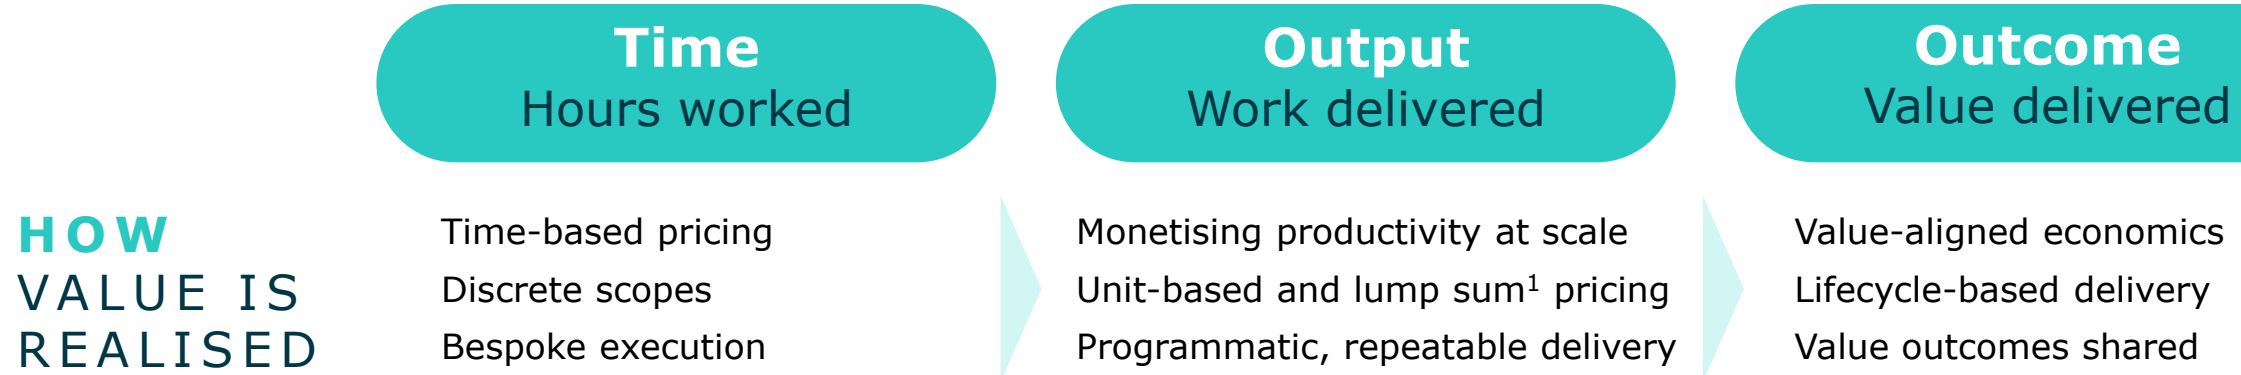 Time
Hours worked
Output
Work delivered
Outcome
Value delivered
HOW
VALUE IS
REALISED
Time-based pricing
Discrete scopes
Bespoke execution
Monetising productivity at scale
Unit-based and lump sum¹ pricing
Programmatic, repeatable delivery
Value-aligned economics
Lifecycle-based delivery
Value outcomes shared